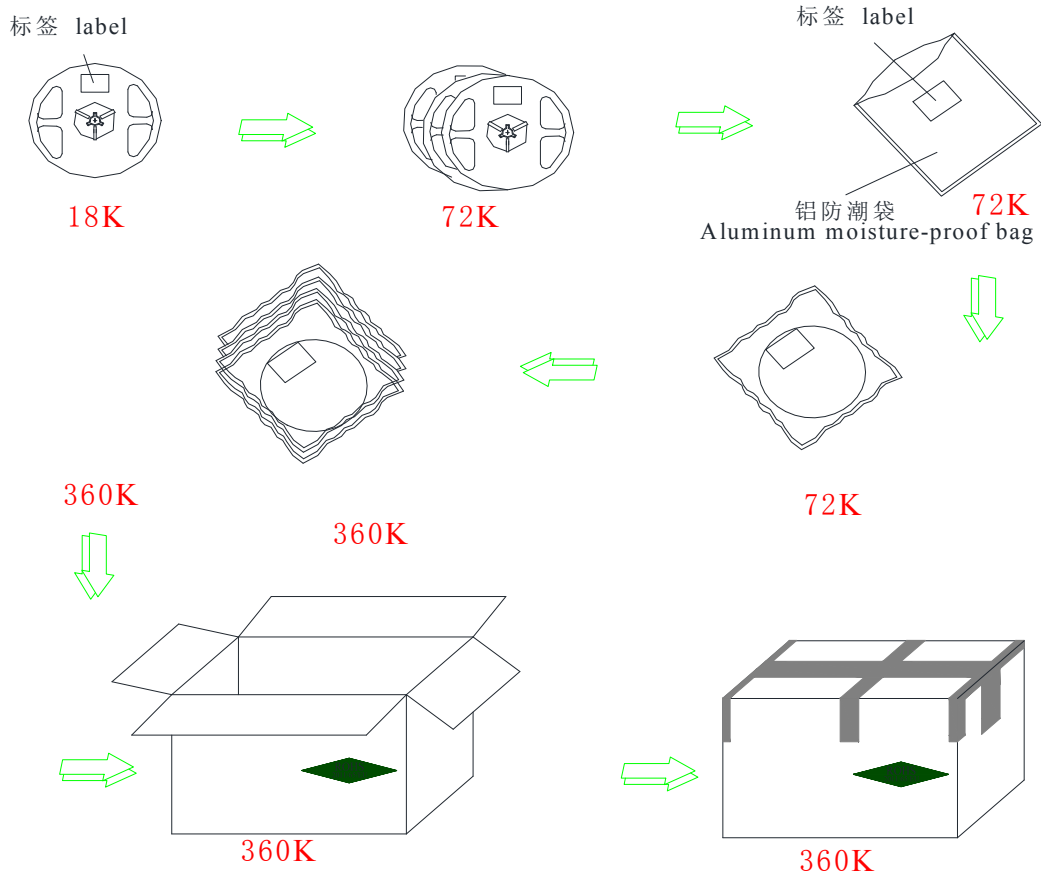 标签 label
标签 label
18K
72K
72K
铝防潮袋
Aluminum moisture-proof bag
360K
360K
72K
360K
360K